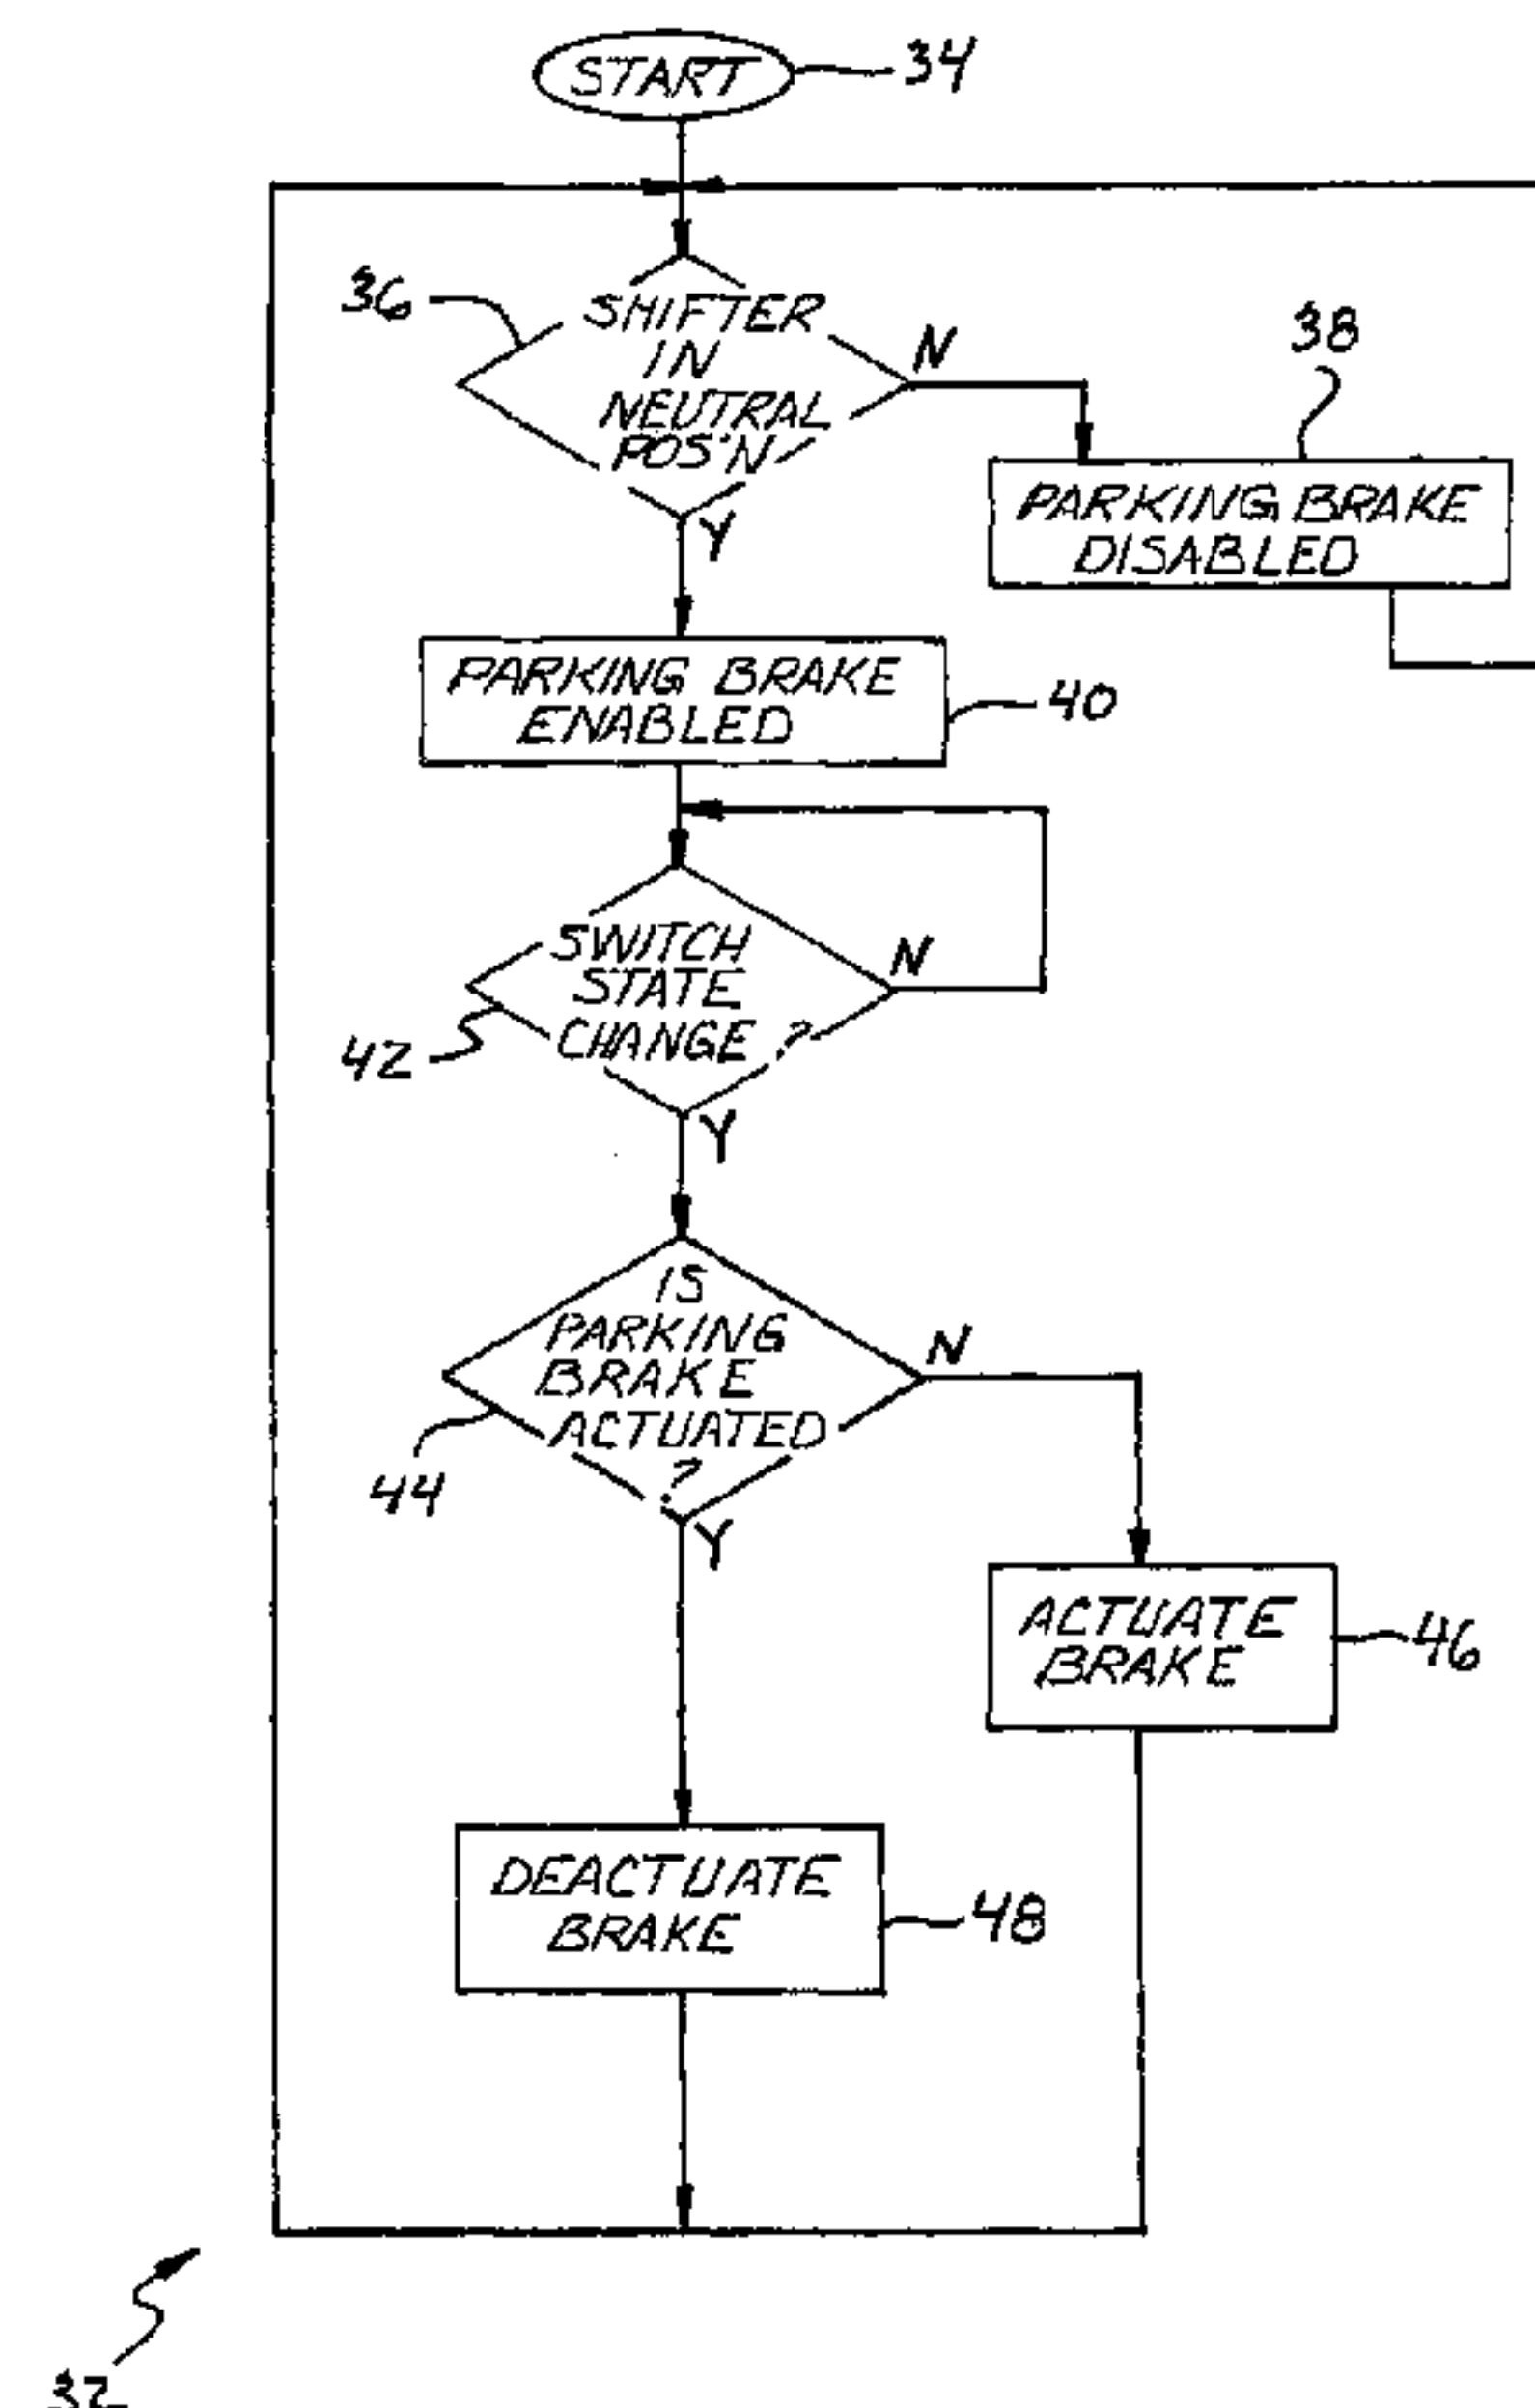 START
34
36
SHIFTER
IN
NEUTRAL
POS'N
N
38
PARKING BRAKE
DISABLED
Y
PARKING BRAKE
ENABLED
40
SWITCH
STATE
CHANGE ?
N
42
Y
IS
PARKING
BRAKE
ACTUATED
?
N
44
Y
ACTUATE
BRAKE
46
DEACTUATE
BRAKE
48
32